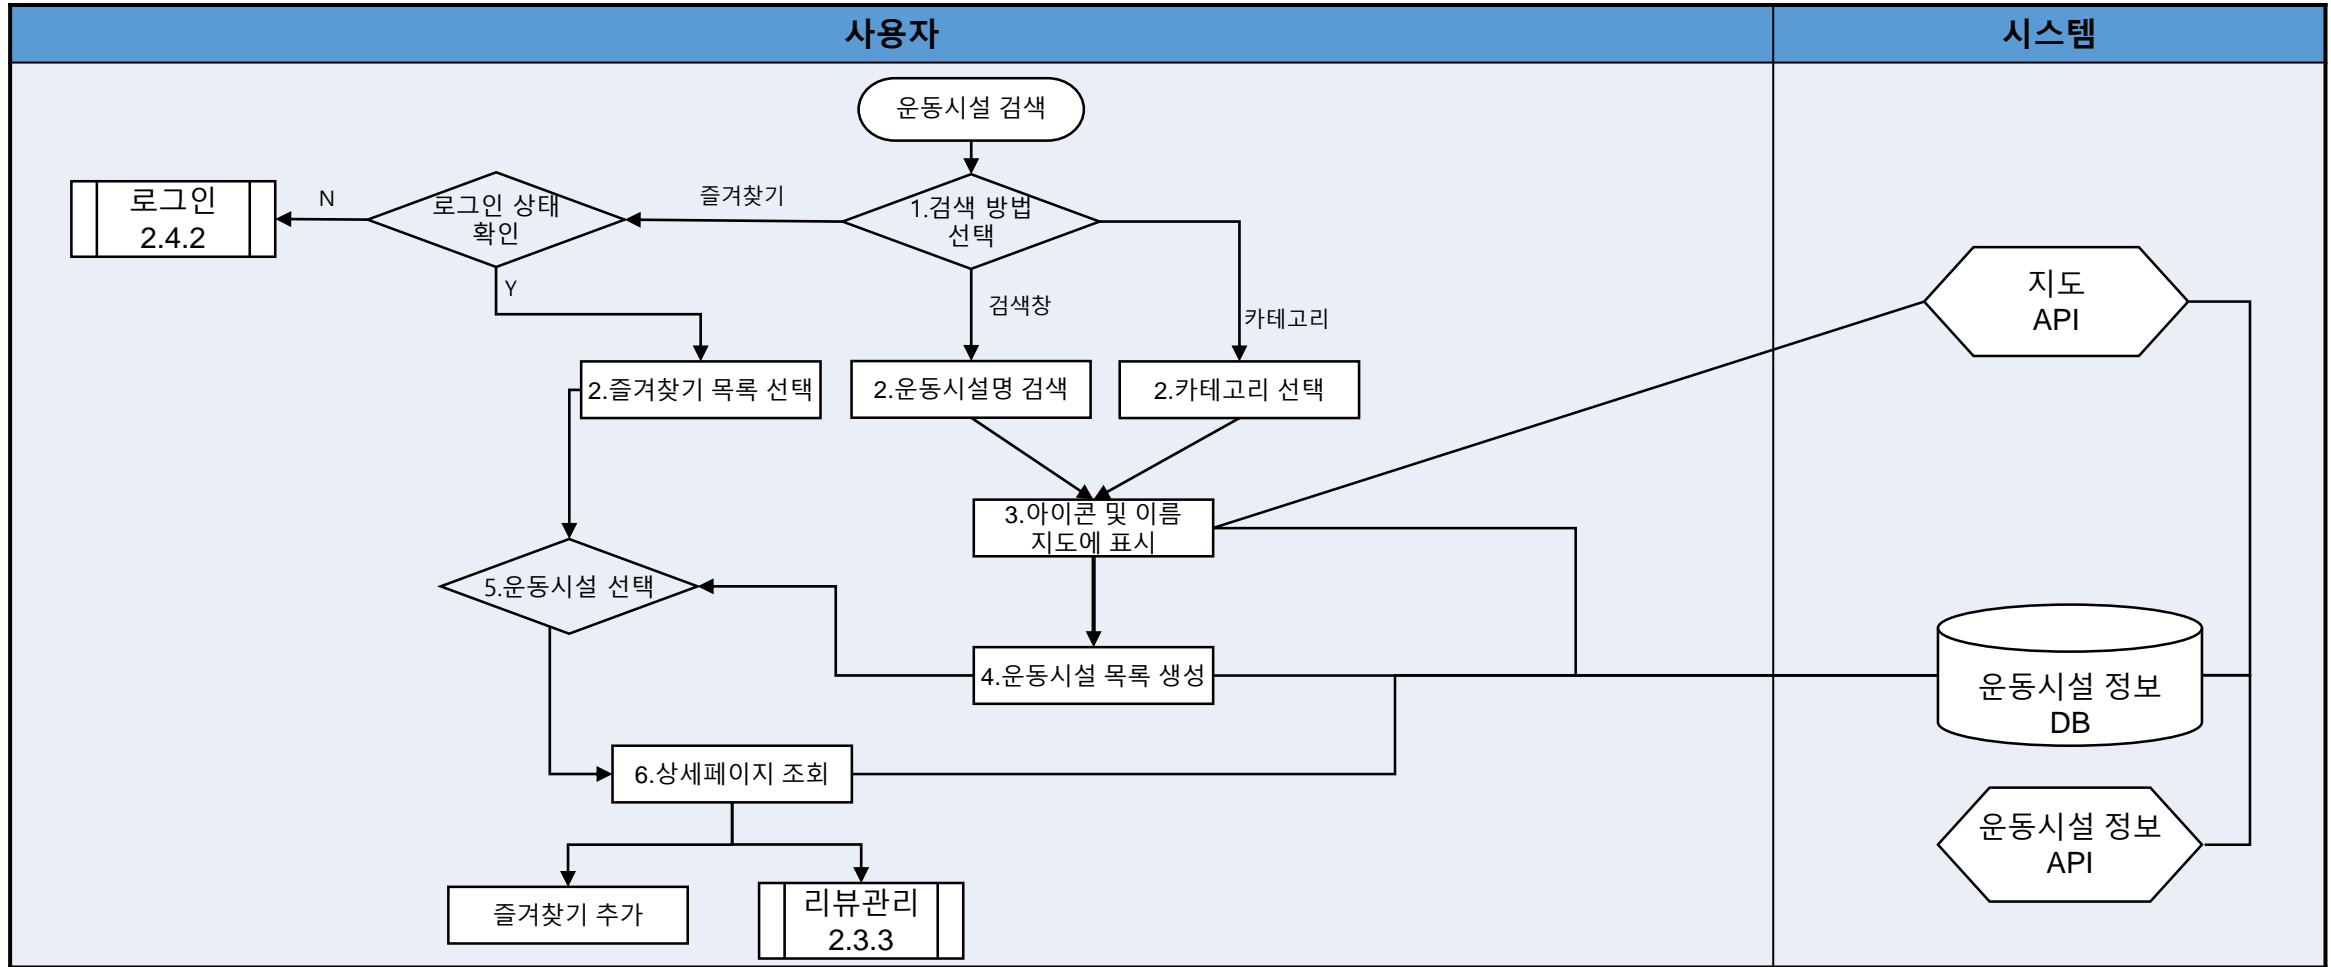 사용자
시스템
운동시설 검색
로그인
2.4.2
N
로그인 상태
확인
즐겨찾기
1.검색 방법
선택
Y
검색창
카테고리
지도
API
2.즐겨찾기 목록 선택
2.운동시설명 검색
2.카테고리 선택
3.아이콘 및 이름
지도에 표시
5.운동시설 선택
4.운동시설 목록 생성
운동시설 정보
DB
6.상세페이지 조회
운동시설 정보
API
즐겨찾기 추가
리뷰관리
2.3.3